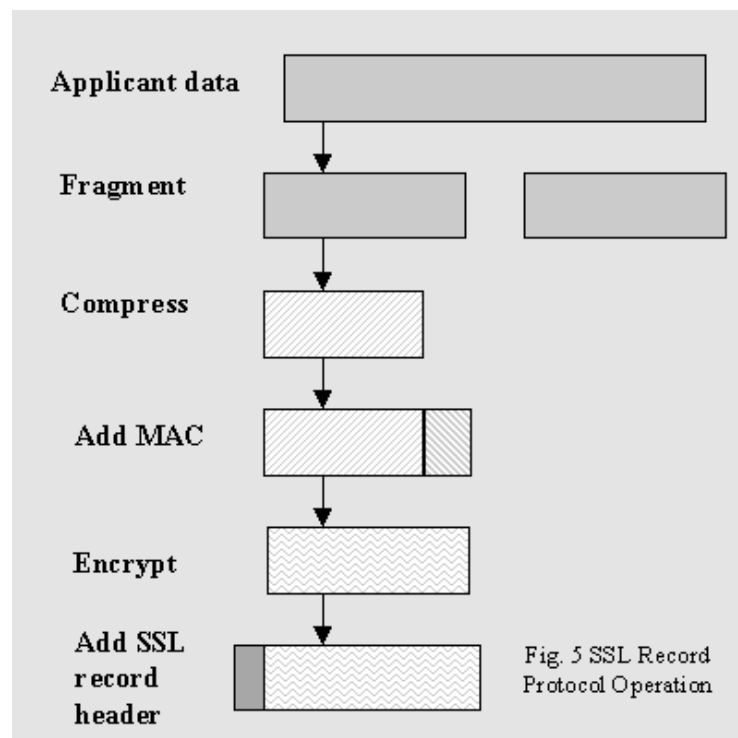 Applicant data
Fragment
Compress
Add MAC
Encrypt
Add SSL
record
header
Fig. 5 SSL Record
Protocol Operation